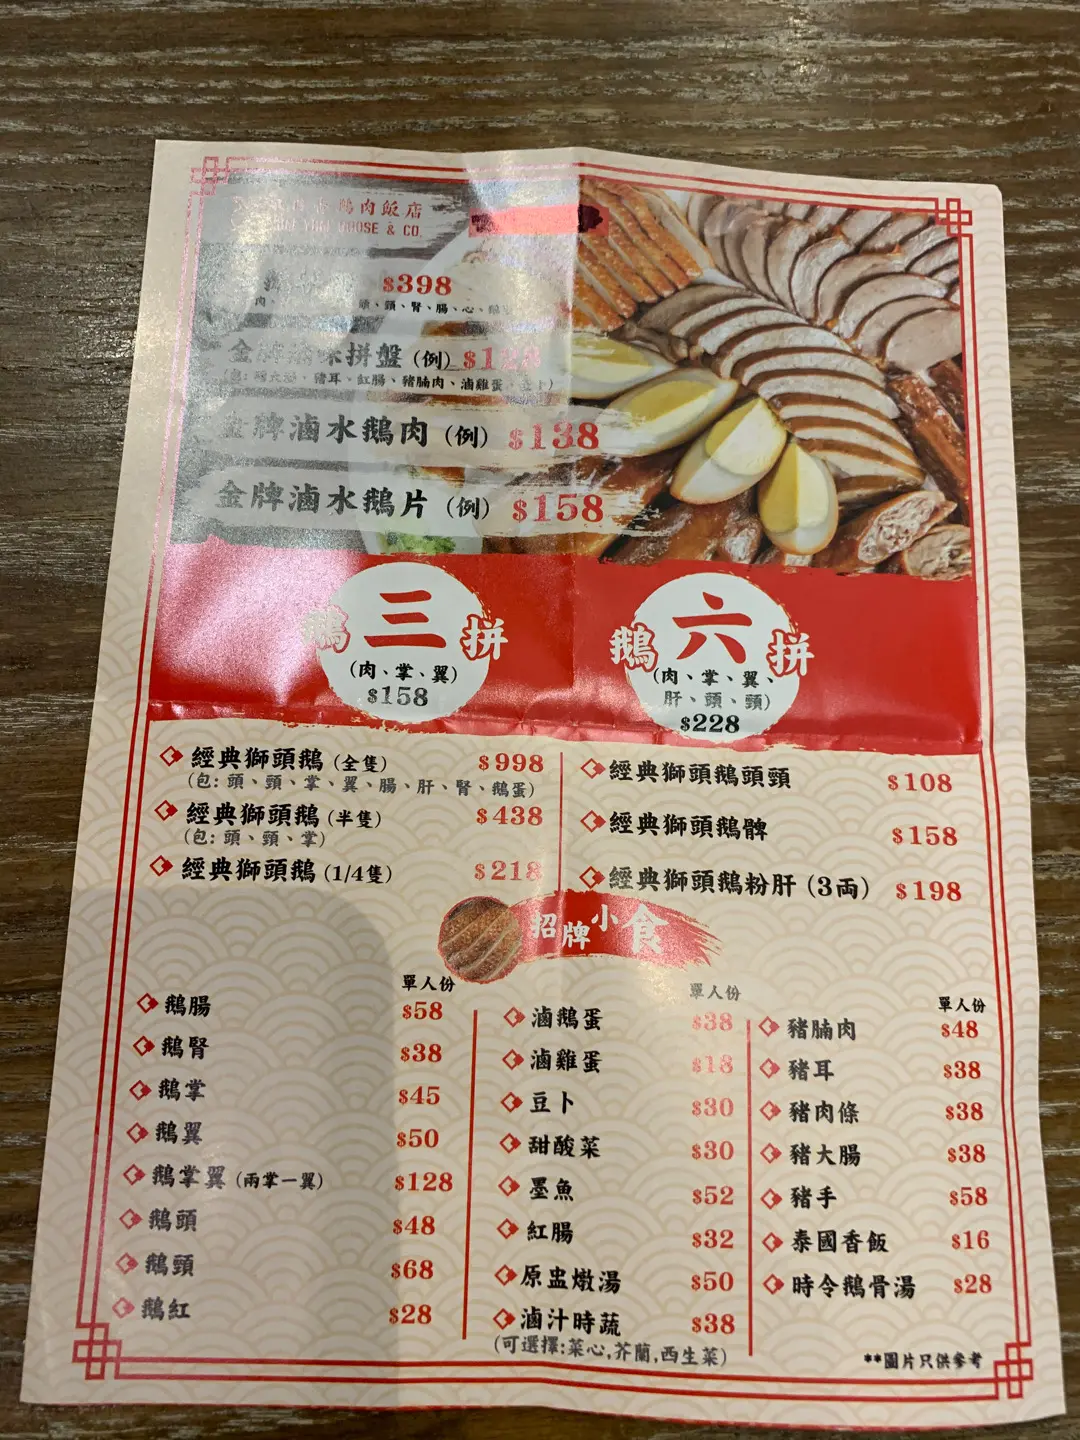 鵝肉飯店
GOOSE & CO.
$398
頸、腎、腸、心
金牌滷味拼盤 (例) $128
豬耳、紅腸、豬腩肉、滷雞蛋
金牌滷水鵝肉 (例) $138
金牌滷水鵝片 (例) $158
鵝三拼
(肉、掌、翼)
$158
鵝六拼
(肉、掌、翼、
肝、頭、頸)
$228
經典獅頭鵝 (全隻) $998
(包: 頭、頸、掌、翼、腸、肝、腎、鵝蛋)
經典獅頭鵝 (半隻) $438
(包: 頭、頸、掌)
經典獅頭鵝 (1/4隻) $218
經典獅頭鵝頭頸 $108
經典獅頭鵝髀 $158
經典獅頭鵝粉肝 (3両) $198
招牌小食
單人份
鵝腸 $58
鵝腎 $38
鵝掌 $45
鵝翼 $50
鵝掌翼 (兩掌一翼) $128
鵝頭 $48
鵝頸 $68
鵝紅 $28
單人份
滷鵝蛋 $38
滷雞蛋 $18
豆卜 $30
甜酸菜 $30
墨魚 $52
紅腸 $32
原盅燉湯 $50
滷汁時蔬 $38
(可選擇:菜心,芥蘭,西生菜)
單人份
豬腩肉 $48
豬耳 $38
豬肉條 $38
豬大腸 $38
豬手 $58
泰國香飯 $16
時令鵝骨湯 $28
**圖片只供參考